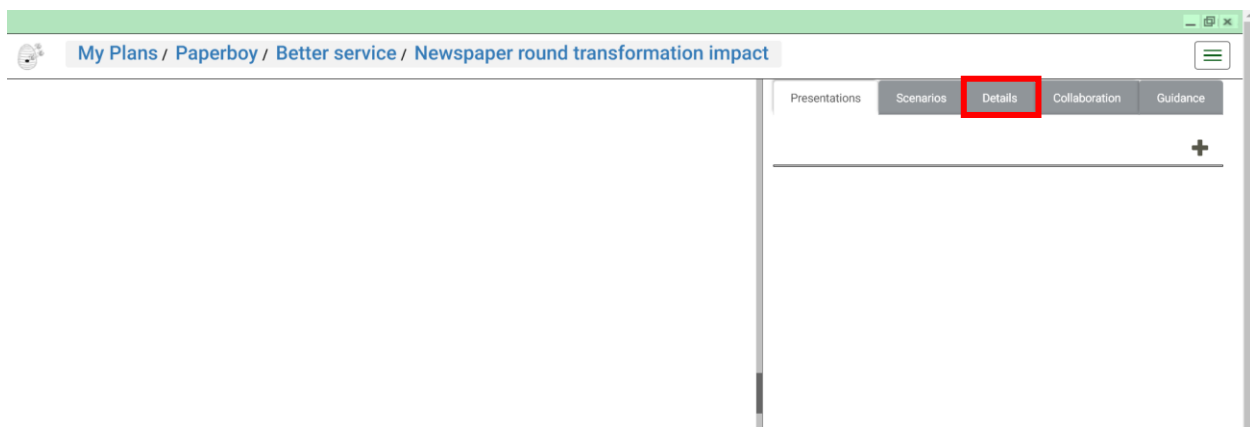 My Plans / Paperboy / Better service / Newspaper round transformation impact
Presentations Scenarios Details Collaboration Guidance